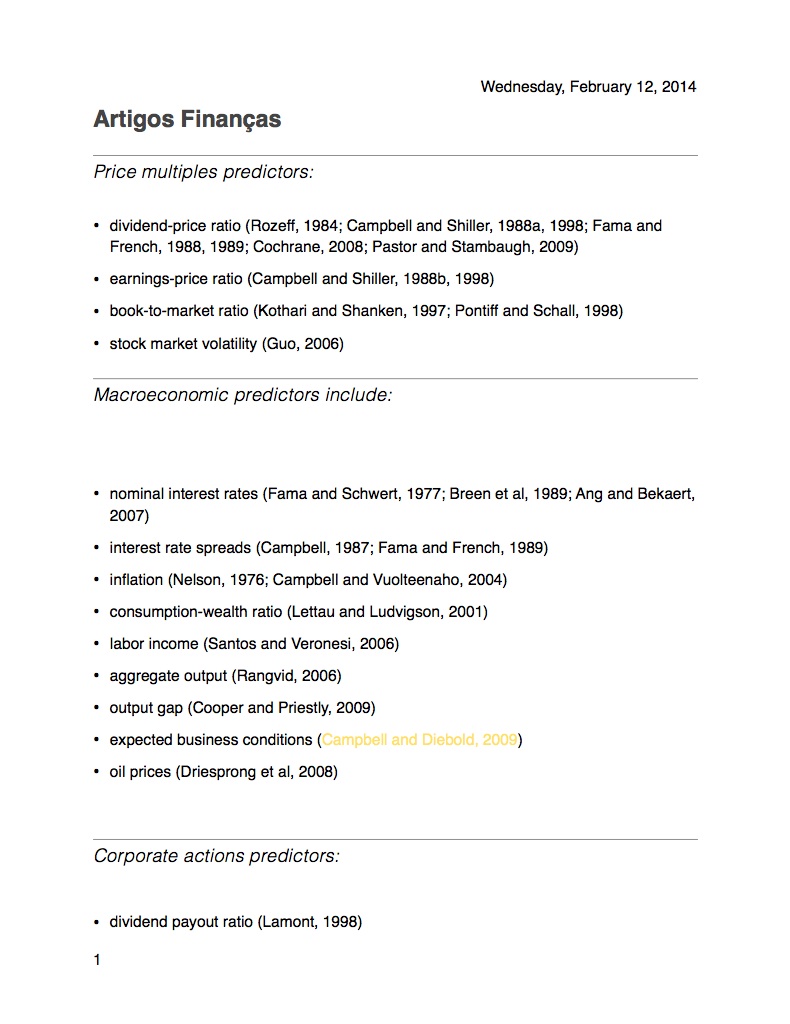 Wednesday, February 12, 2014
Artigos Finanças
Price multiples predictors:
• dividend-price ratio (Rozeff, 1984; Campbell and Shiller, 1988a, 1998; Fama and
French, 1988, 1989; Cochrane, 2008; Pastor and Stambaugh, 2009)
• earnings-price ratio (Campbell and Shiller, 1988b, 1998)
• book-to-market ratio (Kothari and Shanken, 1997; Pontiff and Schall, 1998)
• stock market volatility (Guo, 2006)
Macroeconomic predictors include:
• nominal interest rates (Fama and Schwert, 1977; Breen et al, 1989; Ang and Bekaert,
2007)
• interest rate spreads (Campbell, 1987; Fama and French, 1989)
• inflation (Nelson, 1976; Campbell and Vuolteenaho, 2004)
• consumption-wealth ratio (Lettau and Ludvigson, 2001)
• labor income (Santos and Veronesi, 2006)
• aggregate output (Rangvid, 2006)
• output gap (Cooper and Priestly, 2009)
• expected business conditions (Campbell and Diebold, 2009)
• oil prices (Driesprong et al, 2008)
Corporate actions predictors:
• dividend payout ratio (Lamont, 1998)
1